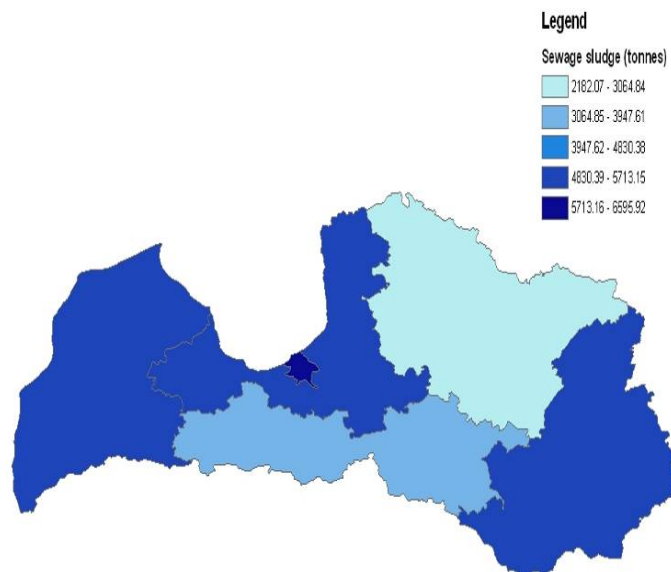 Legend
Sewage sludge (tonnes)
2182.07 - 3064.84
3064.85 - 3947.61
3947.62 - 4830.38
4830.39 - 5713.15
5713.16 - 6595.92